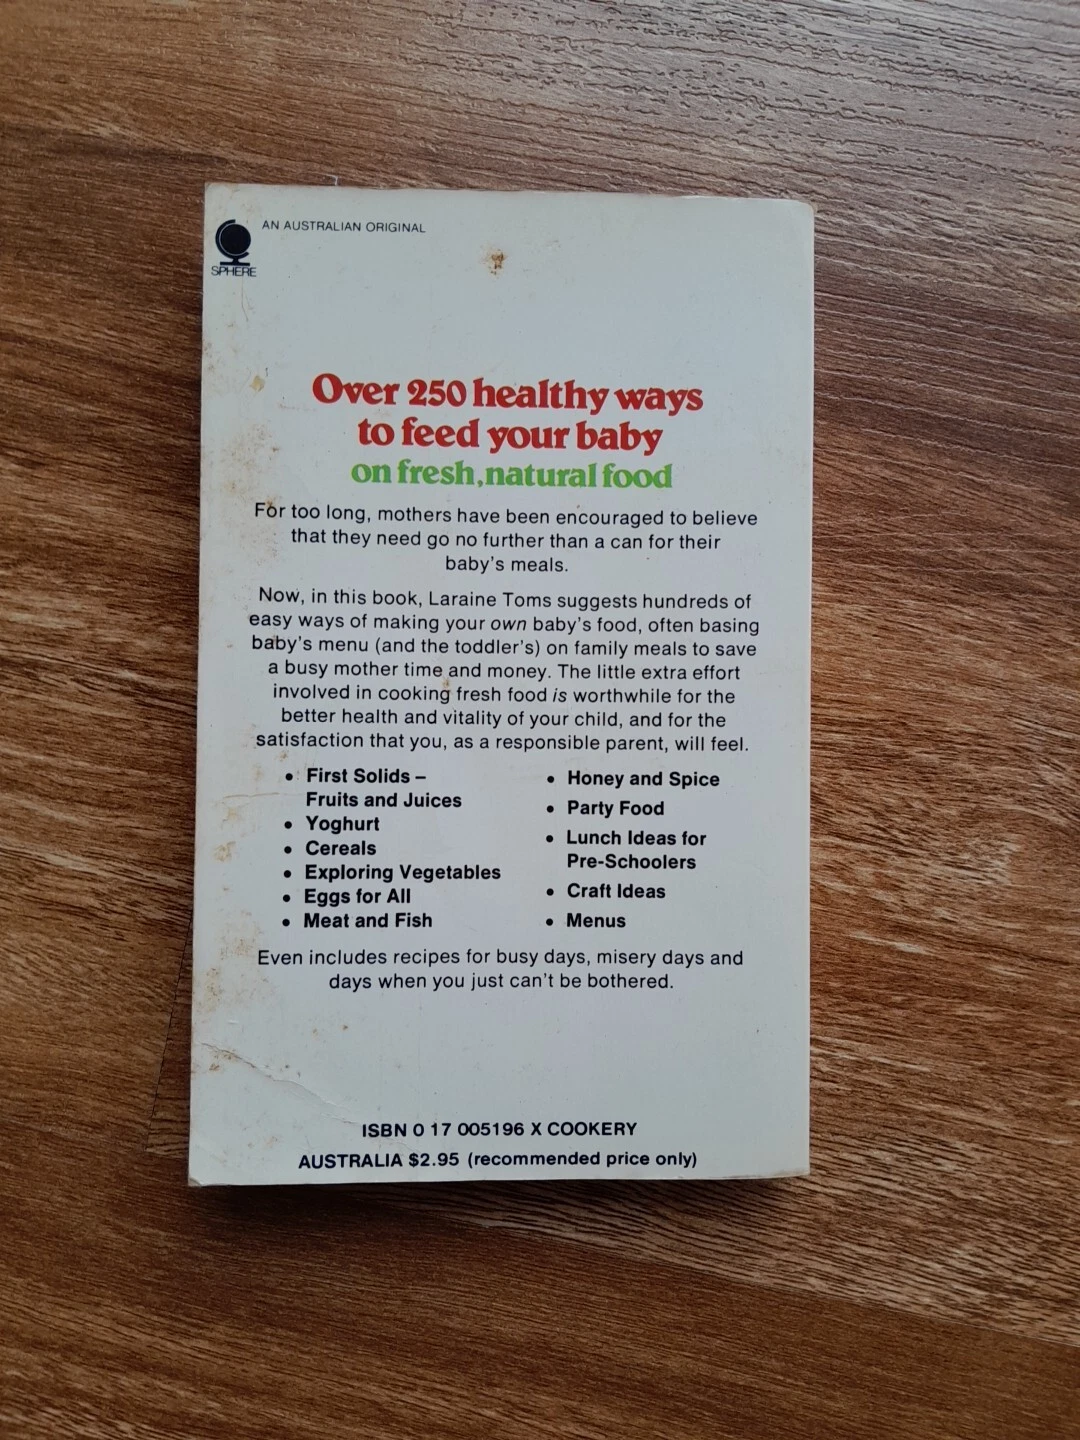 AN AUSTRALIAN ORIGINAL
SPHERE
Over 250 healthy ways
to feed your baby
on fresh, natural food
For too long, mothers have been encouraged to believe
that they need go no further than a can for their
baby's meals.
Now, in this book, Laraine Toms suggests hundreds of
easy ways of making your own baby's food, often basing
baby's menu (and the toddler's) on family meals to save
a busy mother time and money. The little extra effort
involved in cooking fresh food is worthwhile for the
better health and vitality of your child, and for the
satisfaction that you, as a responsible parent, will feel.
• First Solids –
Fruits and Juices
• Yoghurt
• Cereals
• Exploring Vegetables
• Eggs for All
• Meat and Fish
• Honey and Spice
• Party Food
• Lunch Ideas for
Pre-Schoolers
• Craft Ideas
• Menus
Even includes recipes for busy days, misery days and
days when you just can't be bothered.
ISBN 0 17 005196 X COOKERY
AUSTRALIA $2.95 (recommended price only)